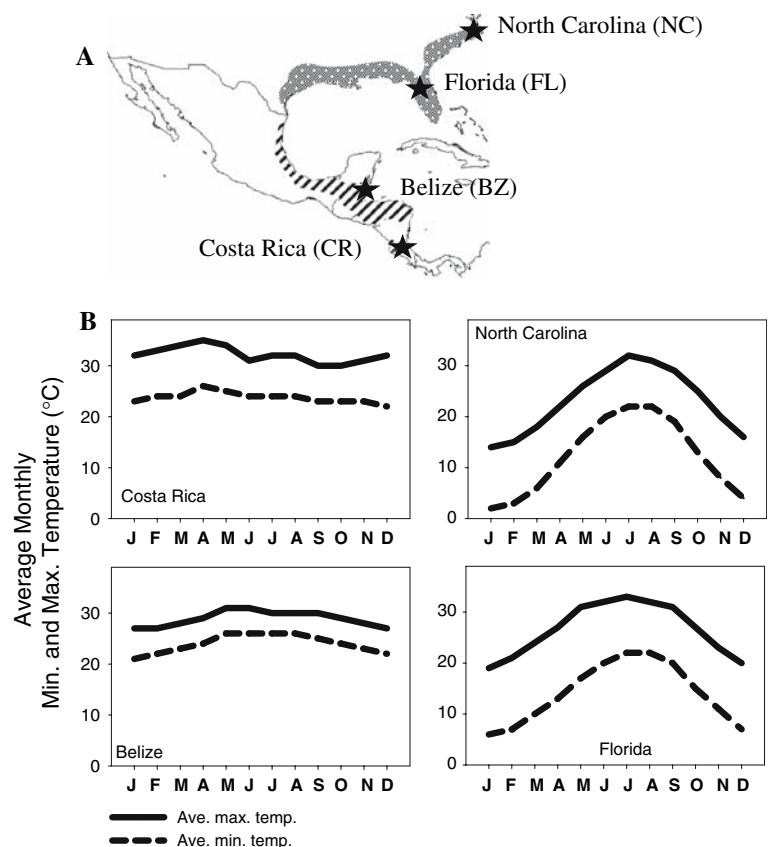 A
North Carolina (NC)
Florida (FL)
Belize (BZ)
Costa Rica (CR)
B
Average Monthly
Min. and Max. Temperature (°C)
30
20
10
0
Costa Rica
J F M A M J J A S O N D
North Carolina
30
20
10
0
J F M A M J J A S O N D
30
20
10
0
Belize
J F M A M J J A S O N D
30
20
10
0
Florida
J F M A M J J A S O N D
Ave. max. temp.
Ave. min. temp.